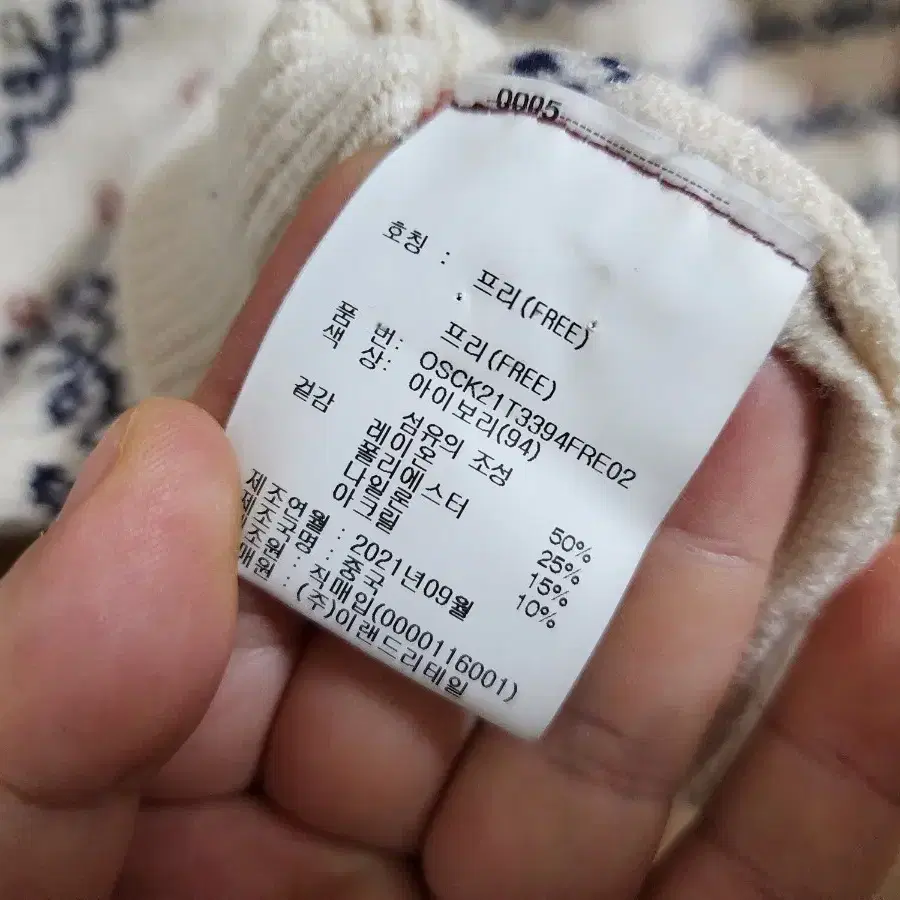 0005
호칭 : 프리(FREE)
프리(FREE)
품 번: OSCK21T3394FRE02
색 상: 아이보리(94)
섬유의 조성
겉감 레이온 50%
폴리에스터 25%
나일론 15%
아크릴 10%
제조연월 : 2021년09월
제조국명 : 중국
조원 : 직매입(0000116001)
매원 : (주)이랜드리테일